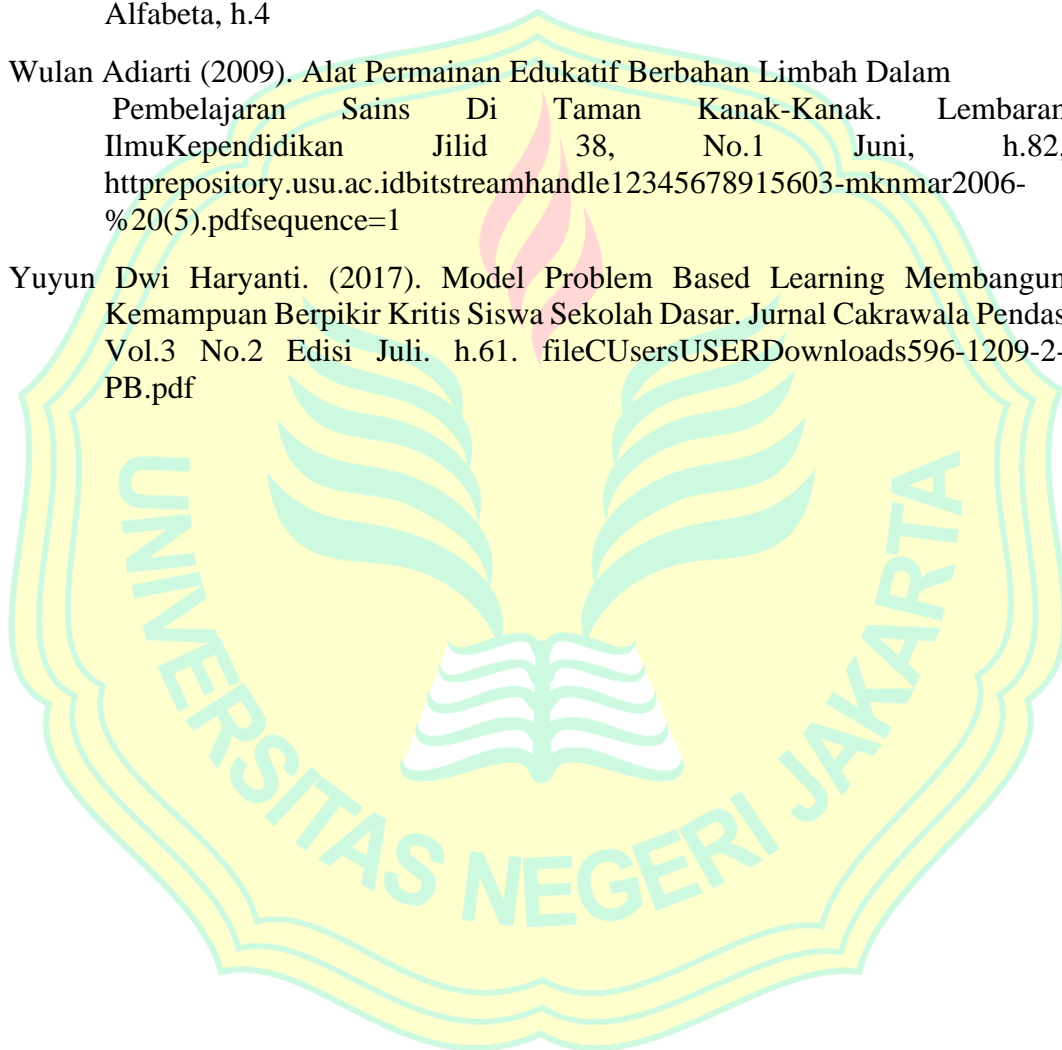 Alfabeta, h.4
Wulan Adiarti (2009). Alat Permainan Edukatif Berbahan Limbah Dalam
Pembelajaran Sains Di Taman Kanak-Kanak. Lembaran
IlmuKependidikan Jilid 38, No.1 Juni, h.82,
httprepository.usu.ac.idbitstreamhandle12345678915603-mknmar2006-
%20(5).pdfsequence=1
Yuyun Dwi Haryanti. (2017). Model Problem Based Learning Membangun
Kemampuan Berpikir Kritis Siswa Sekolah Dasar. Jurnal Cakrawala Pendas
Vol.3 No.2 Edisi Juli. h.61. fileCUsersUSERDownloads596-1209-2-
PB.pdf
UNIVERSITAS NEGERI JAKARTA